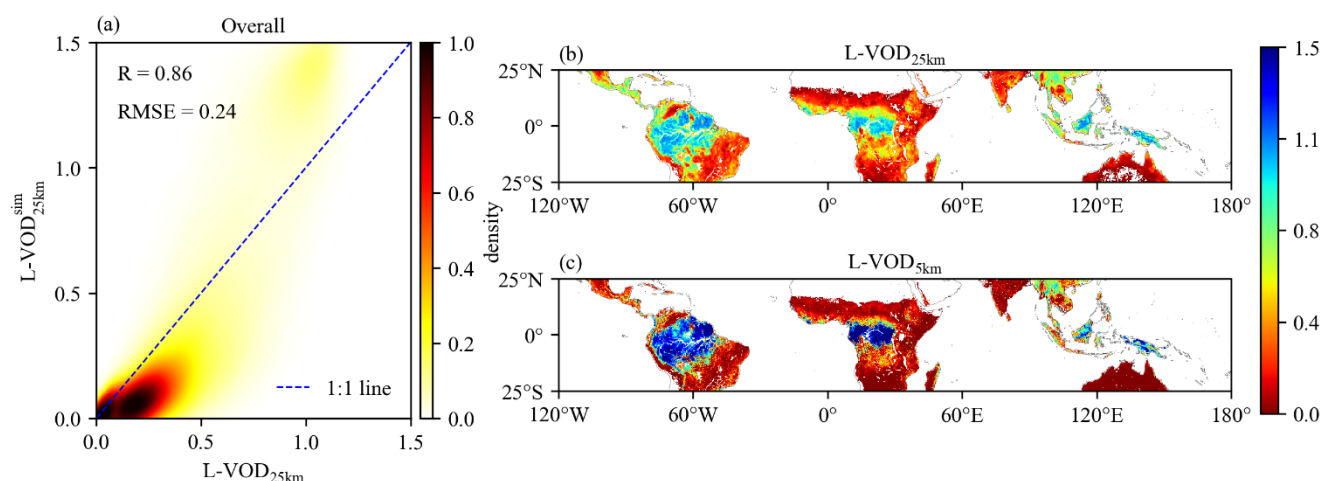 (a)
Overall
R = 0.86
RMSE = 0.24
1:1 line
1.5
1.0
0.5
0.0
0.0 0.5 1.0 1.5
L-VOD25km
L-VODsim25km
1.0
0.8
0.6
0.4
0.2
0.0
density
(b)
L-VOD25km
25°N
0°
25°S
120°W 60°W 0° 60°E 120°E 180°
(c)
L-VOD5km
25°N
0°
25°S
120°W 60°W 0° 60°E 120°E 180°
1.5
1.1
0.8
0.4
0.0